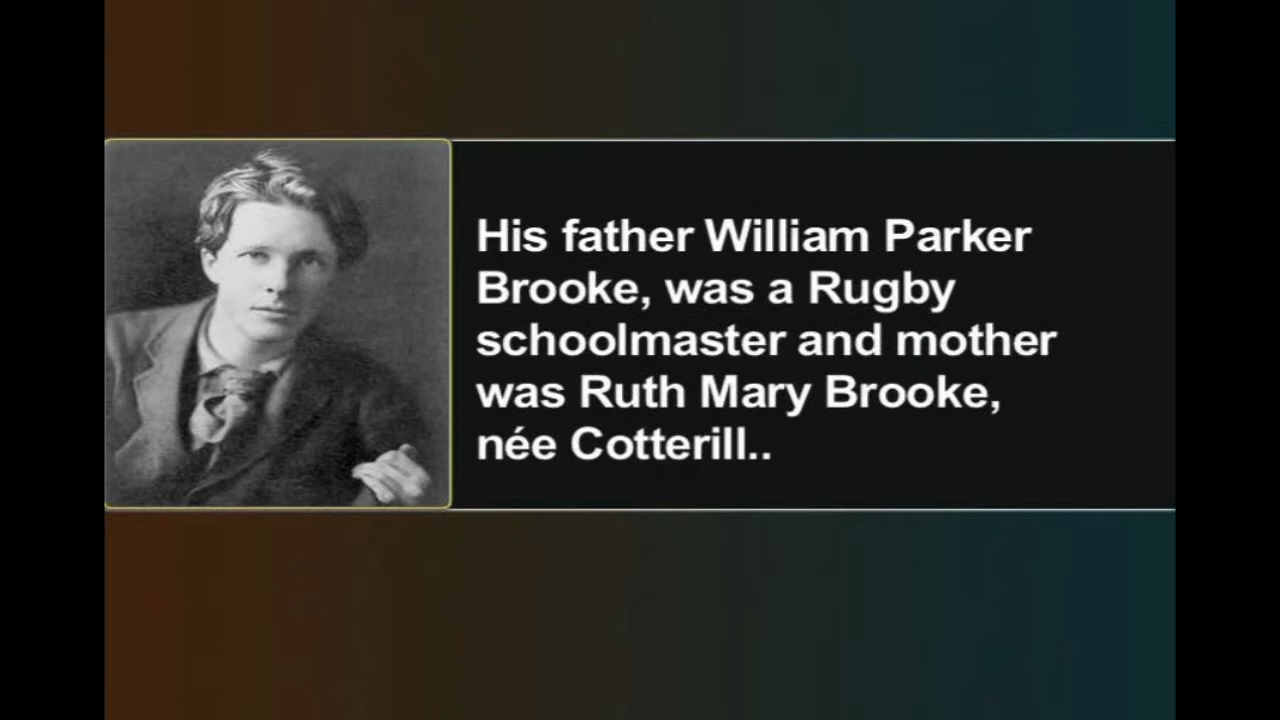 His father William Parker
Brooke, was a Rugby
schoolmaster and mother
was Ruth Mary Brooke,
née Cotterill..